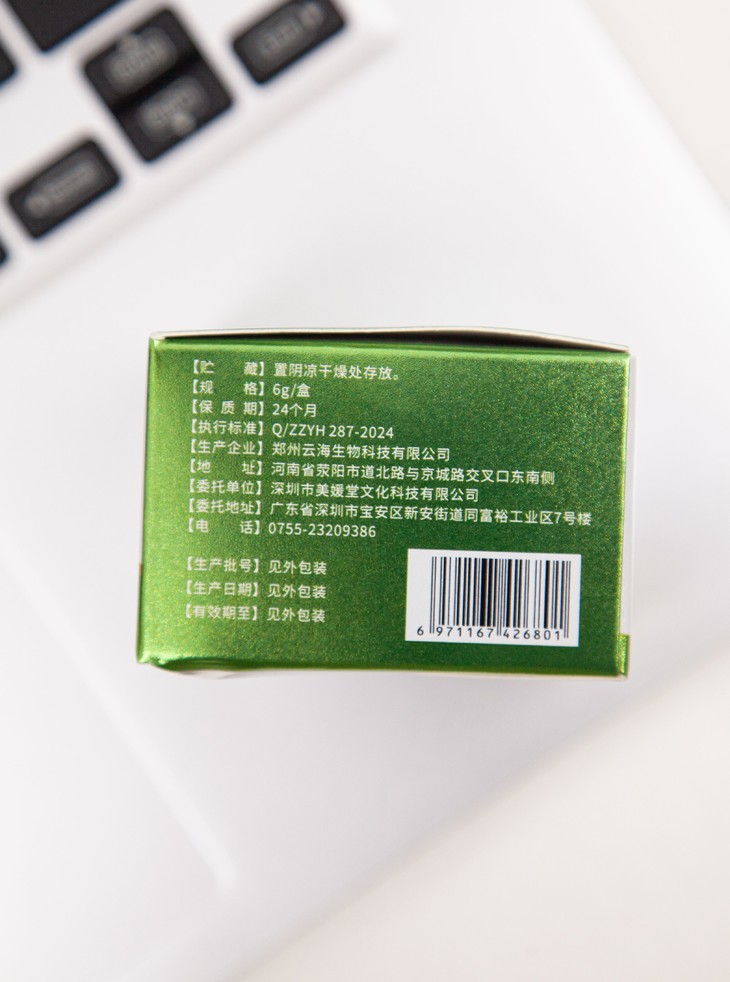 【贮 藏】置阴凉干燥处存放。
【规 格】6g/盒
【保 质 期】24个月
【执行标准】Q/ZZYH 287-2024
【生产企业】郑州云海生物科技有限公司
【地 址】河南省荥阳市道北路与京城路交叉口东南侧
【委托单位】深圳市美媛堂文化科技有限公司
【委托地址】广东省深圳市宝安区新安街道同富裕工业区7号楼
【电 话】0755-23209386
【生产批号】见外包装
【生产日期】见外包装
【有效期至】见外包装
6 971167 426801